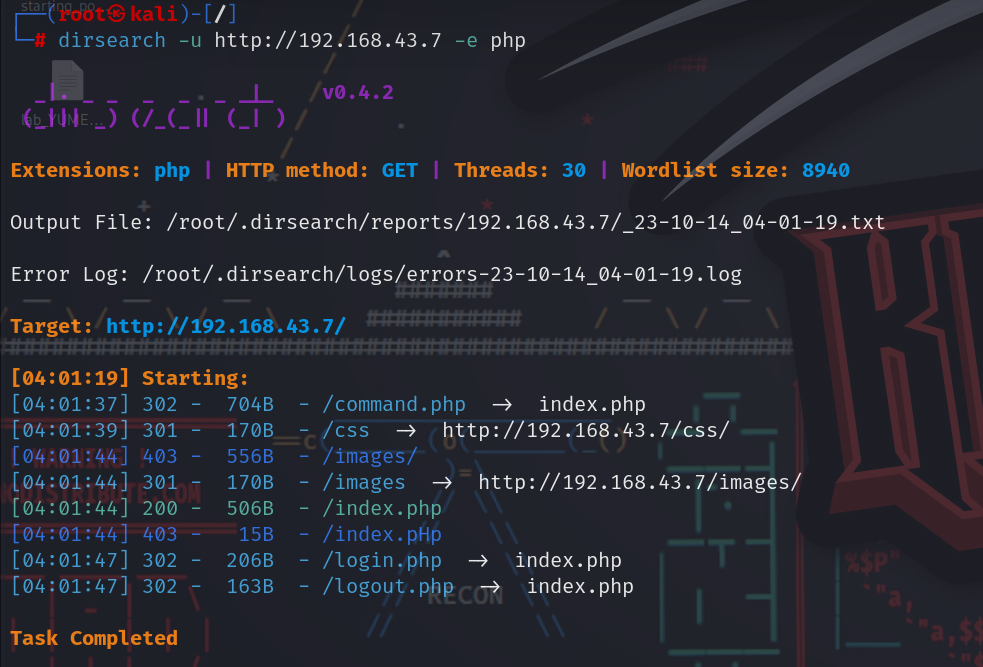 starting_po...
(root㉿kali)-[/]
# dirsearch -u http://192.168.43.7 -e php
v0.4.2
lab_YUME...
Extensions: php | HTTP method: GET | Threads: 30 | Wordlist size: 8940
Output File: /root/.dirsearch/reports/192.168.43.7/_23-10-14_04-01-19.txt
Error Log: /root/.dirsearch/logs/errors-23-10-14_04-01-19.log
Target: http://192.168.43.7/
[04:01:19] Starting:
[04:01:37] 302 - 704B - /command.php → index.php
[04:01:39] 301 - 170B - /css → http://192.168.43.7/css/
[04:01:44] 403 - 556B - /images/
[04:01:44] 301 - 170B - /images → http://192.168.43.7/images/
[04:01:44] 200 - 506B - /index.php
[04:01:44] 403 - 15B - /index.pHp
[04:01:47] 302 - 206B - /login.php → index.php
[04:01:47] 302 - 163B - /logout.php → index.php
RECON
Task Completed